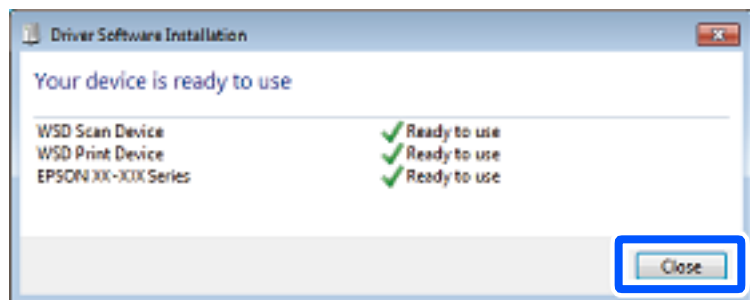 Driver Software Installation
Your device is ready to use
WSD Scan Device Ready to use
WSD Print Device Ready to use
EPSON XX-XXX Series Ready to use
Close